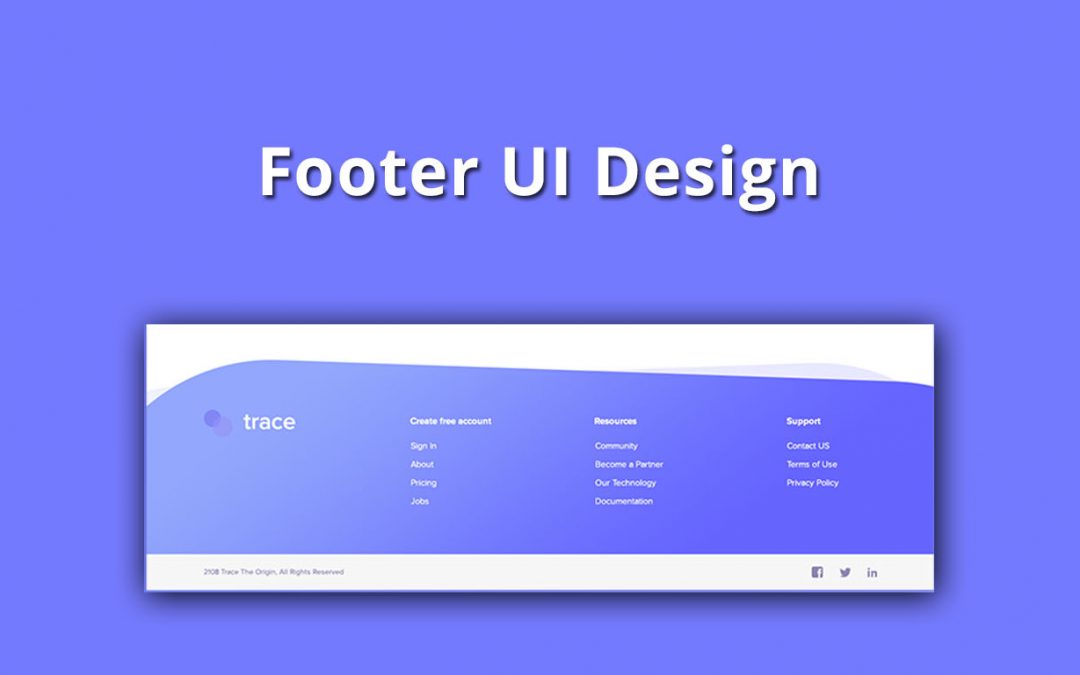 Footer UI Design
trace
Create free account
Sign In
About
Pricing
Jobs
Resources
Community
Become a Partner
Our Technology
Documentation
Support
Contact US
Terms of Use
Privacy Policy
2108 Trace The Origin, All Rights Reserved